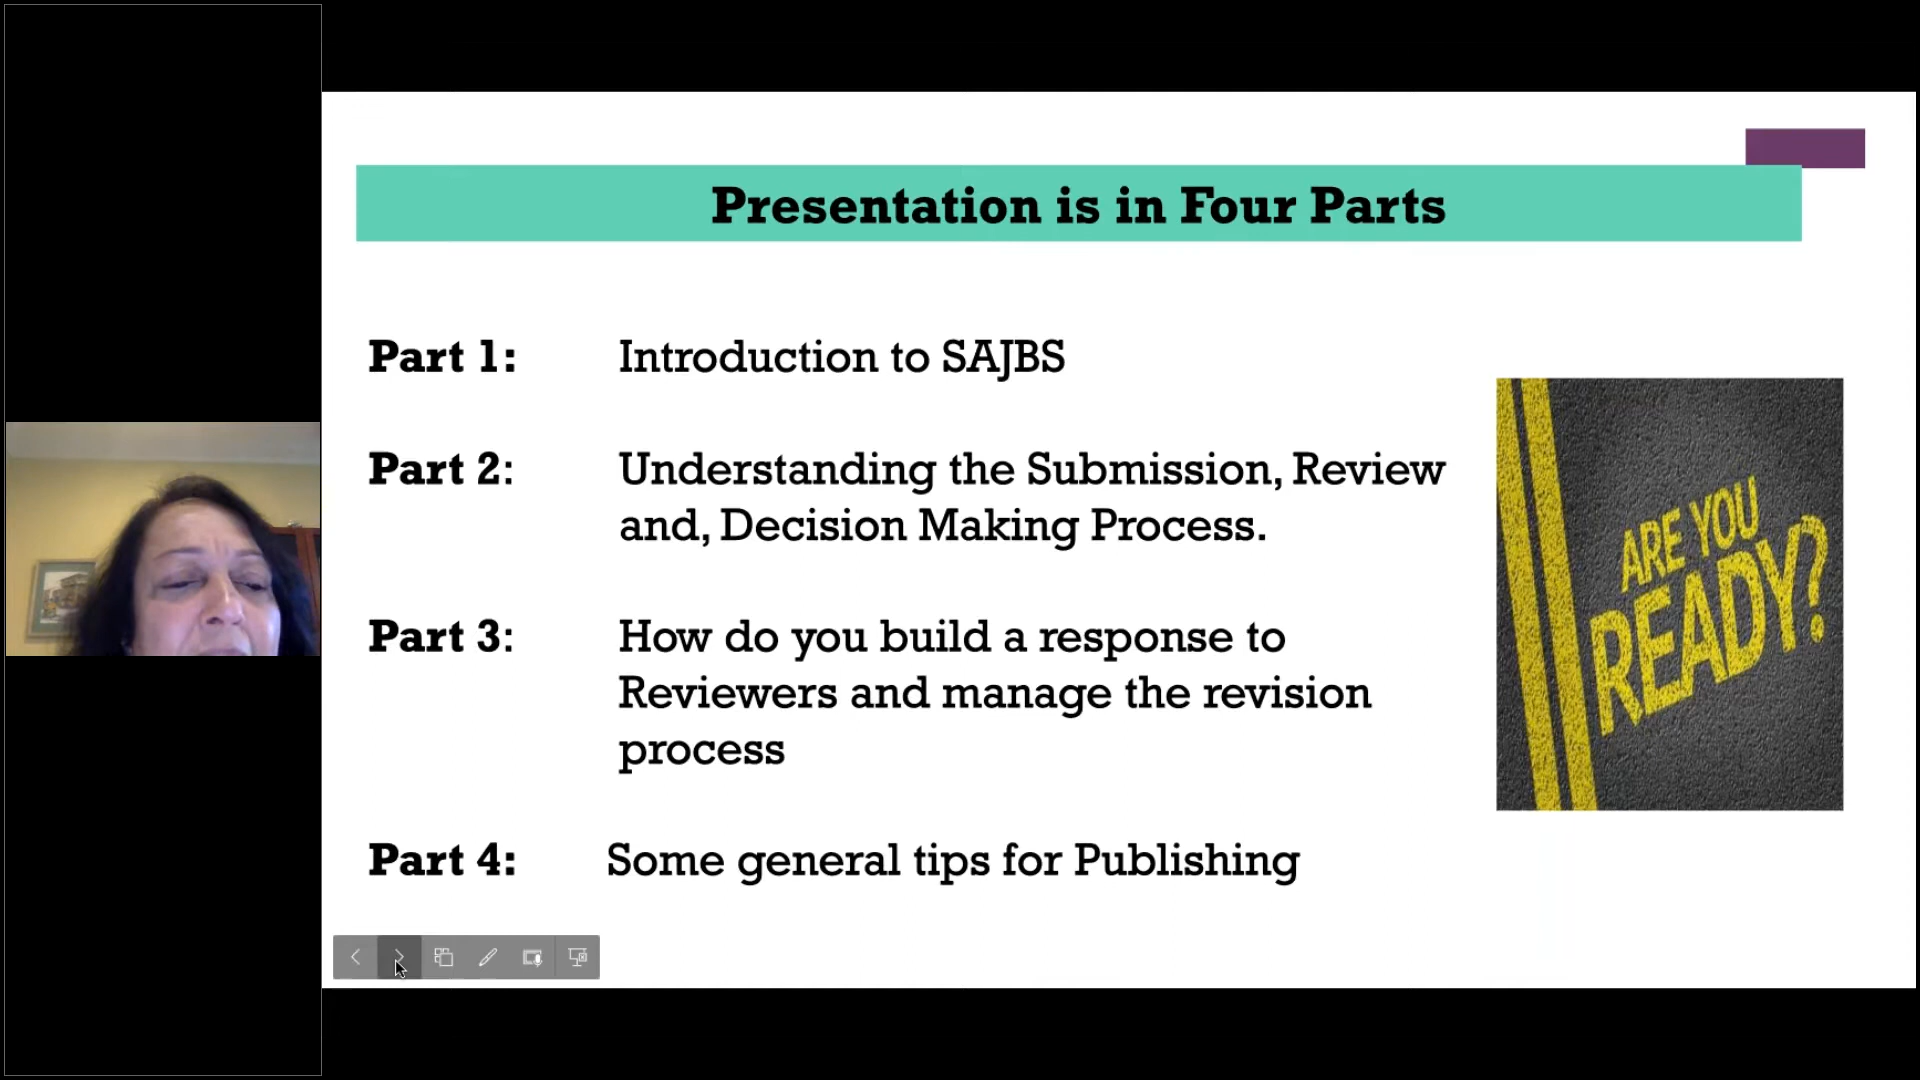 Presentation is in Four Parts
Part 1: Introduction to SAJBS
Part 2: Understanding the Submission, Review
and, Decision Making Process.
Part 3: How do you build a response to
Reviewers and manage the revision
process
Part 4: Some general tips for Publishing
ARE YOU
READY?